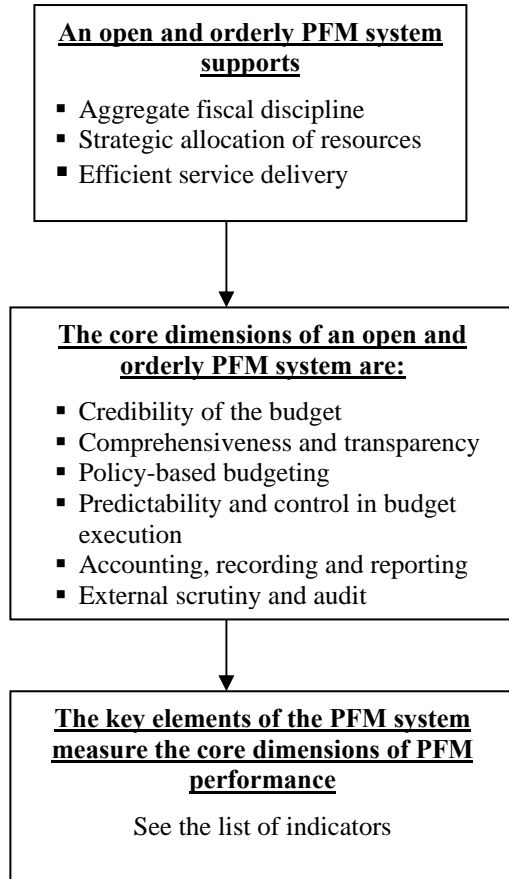 An open and orderly PFM system
supports
▪ Aggregate fiscal discipline
▪ Strategic allocation of resources
▪ Efficient service delivery
The core dimensions of an open and
orderly PFM system are:
▪ Credibility of the budget
▪ Comprehensiveness and transparency
▪ Policy-based budgeting
▪ Predictability and control in budget
execution
▪ Accounting, recording and reporting
▪ External scrutiny and audit
The key elements of the PFM system
measure the core dimensions of PFM
performance
See the list of indicators